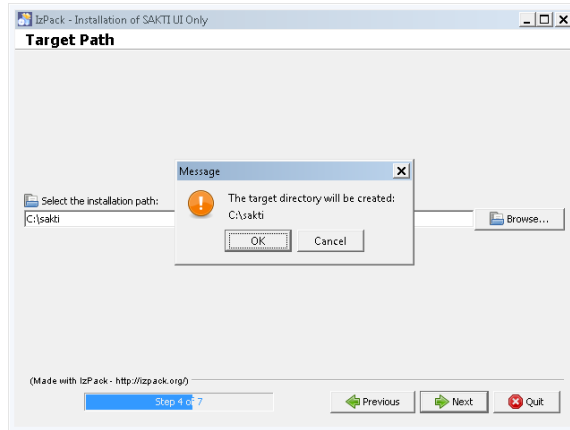 IzPack - Installation of SAKTI UI Only
Target Path
Message
The target directory will be created:
C:\sakti
OK Cancel
Select the installation path:
C:\sakti
Browse...
(Made with IzPack - http://izpack.org/)
Step 4 of 7
Previous Next Quit